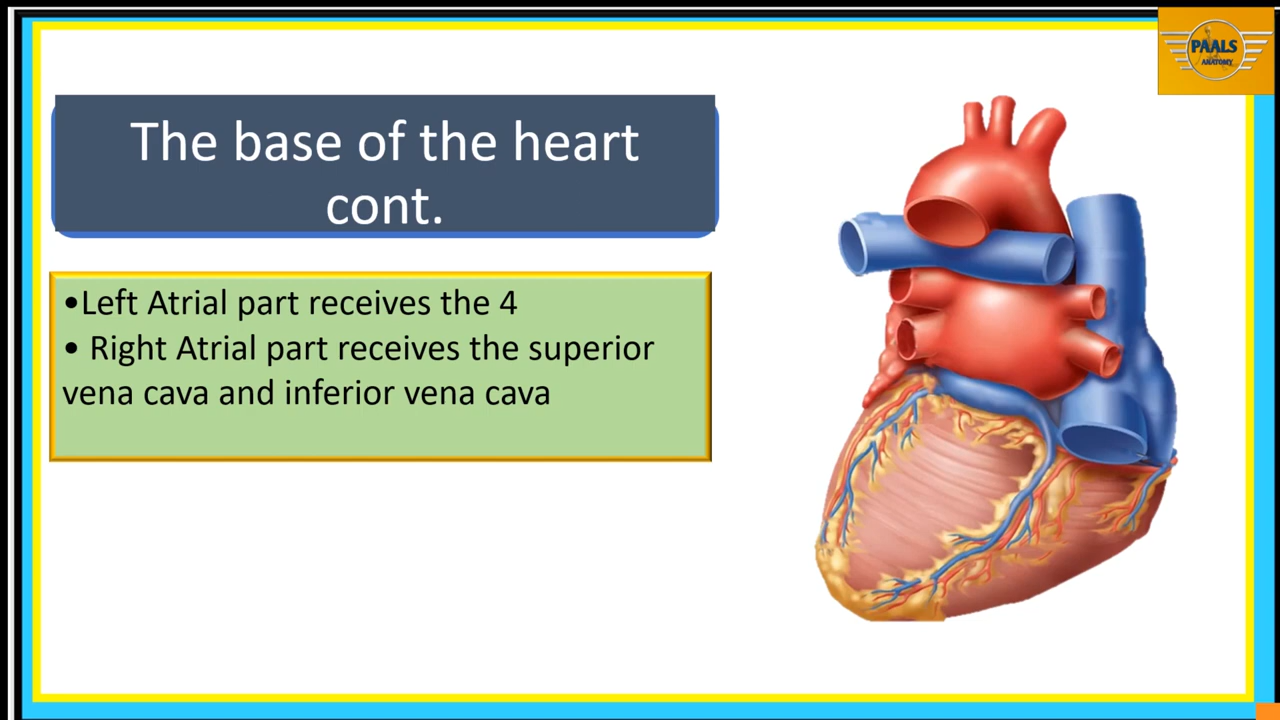 PAALS
ANATOMY
The base of the heart
cont.
•Left Atrial part receives the 4
• Right Atrial part receives the superior
vena cava and inferior vena cava